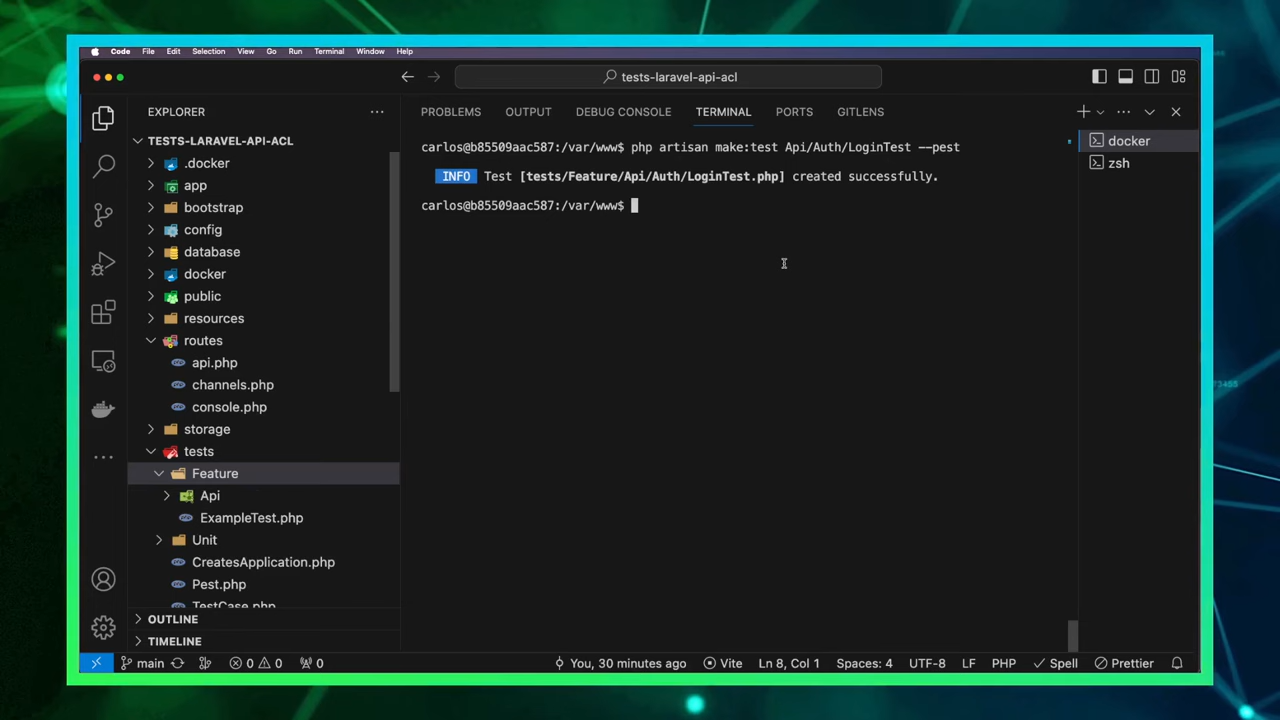 Code File Edit Selection View Go Run Terminal Window Help
tests-laravel-api-acl
EXPLORER
TESTS-LARAVEL-API-ACL
.docker
app
bootstrap
config
database
docker
public
resources
routes
api.php
channels.php
console.php
storage
tests
Feature
Api
ExampleTest.php
Unit
CreatesApplication.php
Pest.php
TestCase.php
OUTLINE
TIMELINE
PROBLEMS OUTPUT DEBUG CONSOLE TERMINAL PORTS GITLENS
carlos@b85509aac587:/var/www$ php artisan make:test Api/Auth/LoginTest --pest
INFO Test [tests/Feature/Api/Auth/LoginTest.php] created successfully.
carlos@b85509aac587:/var/www$
docker
zsh
main 0 0 0 You, 30 minutes ago Vite Ln 8, Col 1 Spaces: 4 UTF-8 LF PHP Spell Prettier